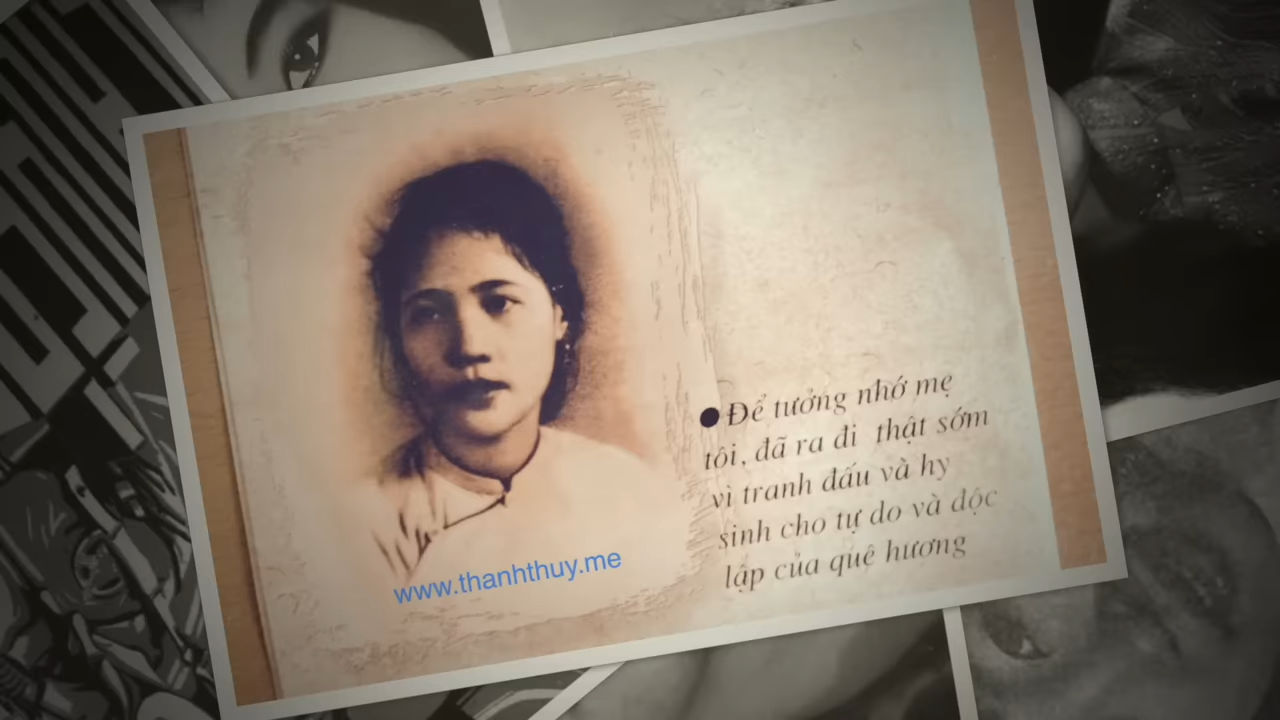 Để tưởng nhớ mẹ
tôi, đã ra đi thật sớm
vì tranh đấu và hy
sinh cho tự do và độc
lập của quê hương
www.thanhthuy.me